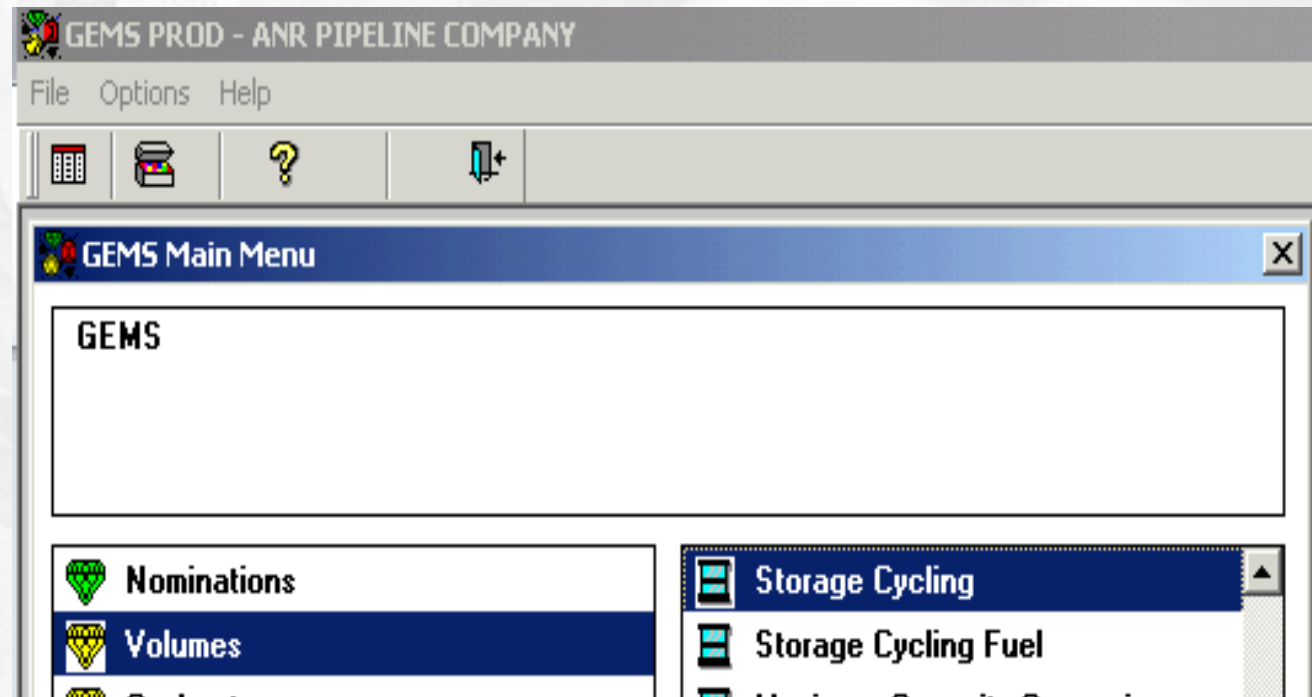 GEMS PROD - ANR PIPELINE COMPANY
File Options Help
GEMS Main Menu
GEMS
Nominations
Volumes
Storage Cycling
Storage Cycling Fuel